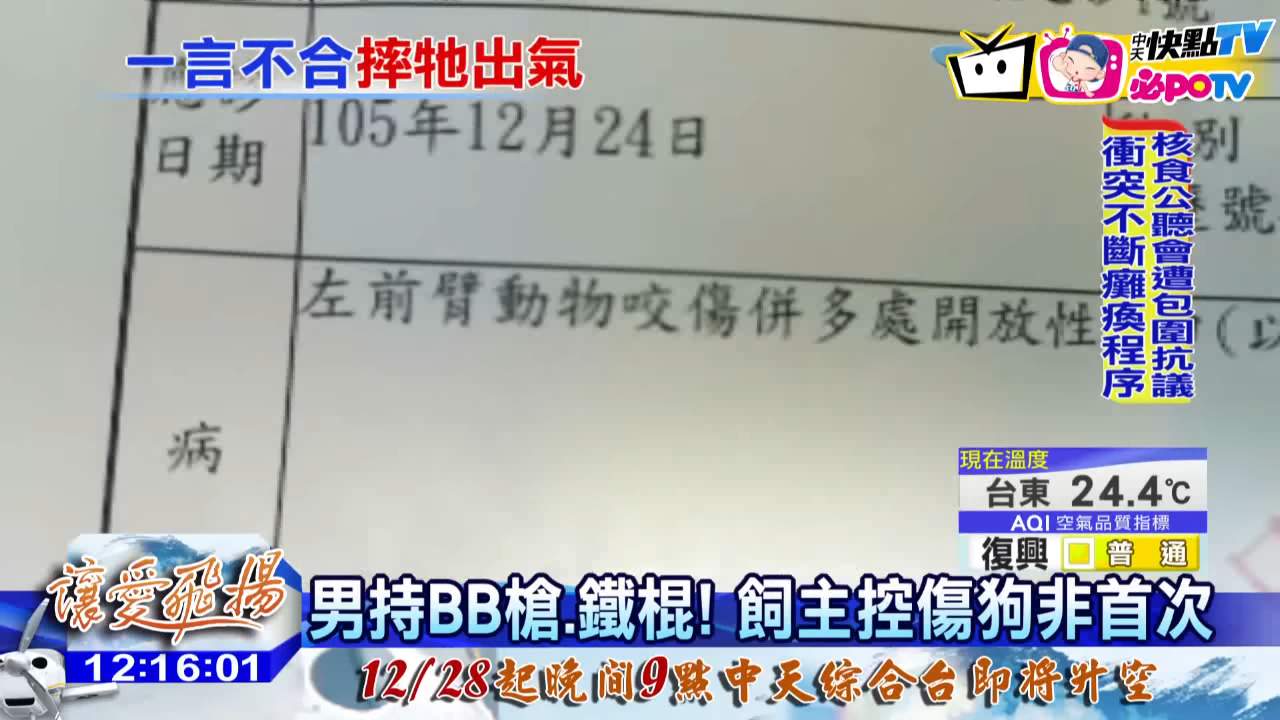 一言不合摔牠出氣
中天快點TV
必POTV
日期
105年12月24日
別
號
左前臂動物咬傷併多處開放性
(以
病
核食公聽會遭包圍抗議
衝突不斷癱瘓程序
現在溫度
台東 24.4℃
AQI 空氣品質指標
復興 普通
讓愛飛揚
男持BB槍.鐵棍! 飼主控傷狗非首次
12:16:01
12/28起晚間9點中天綜合台即將升空